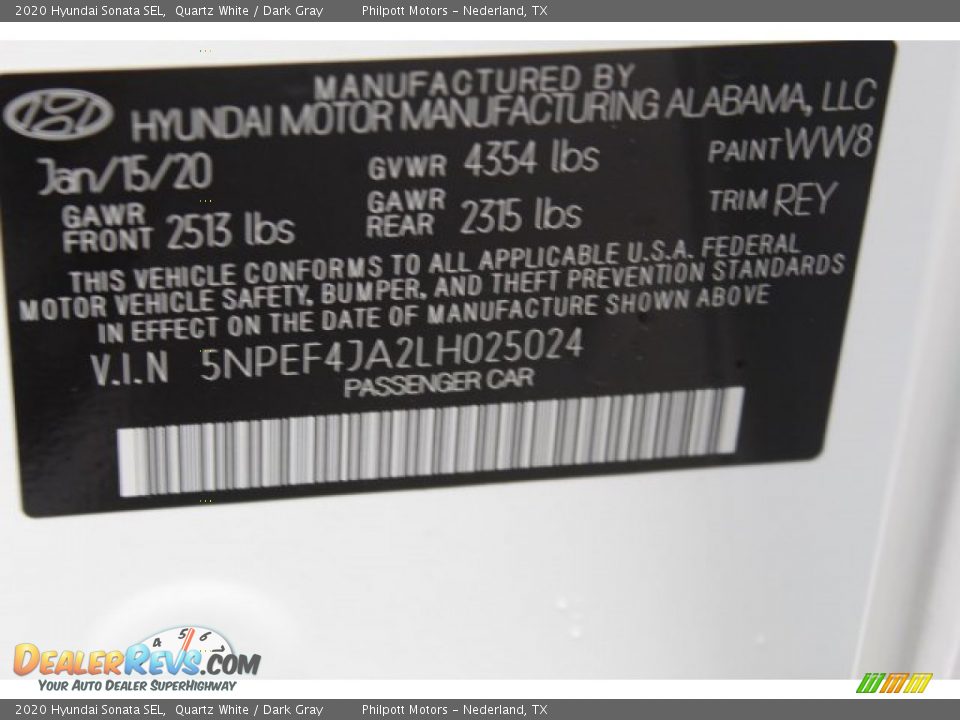 2020 Hyundai Sonata SEL, Quartz White / Dark Gray Philpott Motors - Nederland, TX
MANUFACTURED BY
HYUNDAI MOTOR MANUFACTURING ALABAMA, LLC
Jan/15/20 GVWR 4354 lbs PAINT WW8
GAWR FRONT 2513 lbs GAWR REAR 2315 lbs TRIM REY
THIS VEHICLE CONFORMS TO ALL APPLICABLE U.S.A. FEDERAL
MOTOR VEHICLE SAFETY, BUMPER, AND THEFT PREVENTION STANDARDS
IN EFFECT ON THE DATE OF MANUFACTURE SHOWN ABOVE
V.I.N 5NPEF4JA2LH025024
PASSENGER CAR
4 5 6 7
DEALERREVS.COM
YOUR AUTO DEALER SUPERHIGHWAY
2020 Hyundai Sonata SEL, Quartz White / Dark Gray Philpott Motors - Nederland, TX